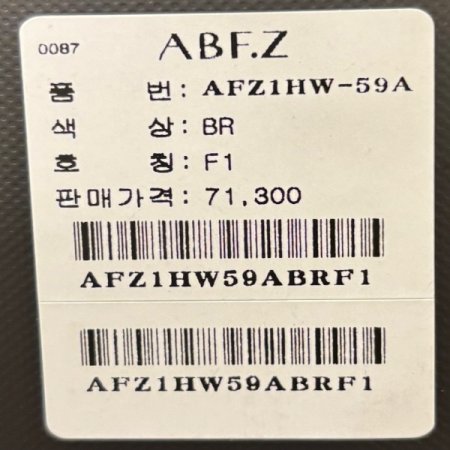 0087 ABF.Z
품 번: AFZ1HW-59A
색 상: BR
호 칭: F1
판매가격: 71,300
AFZ1HW59ABRF1
AFZ1HW59ABRF1